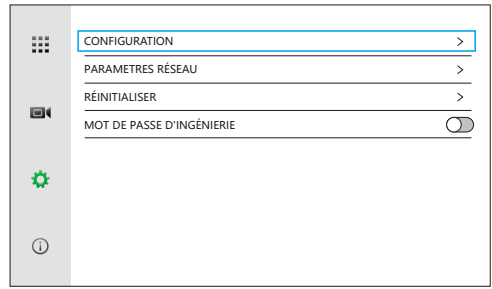 CONFIGURATION
PARAMETRES RÉSEAU
RÉINITIALISER
MOT DE PASSE D'INGÉNIERIE